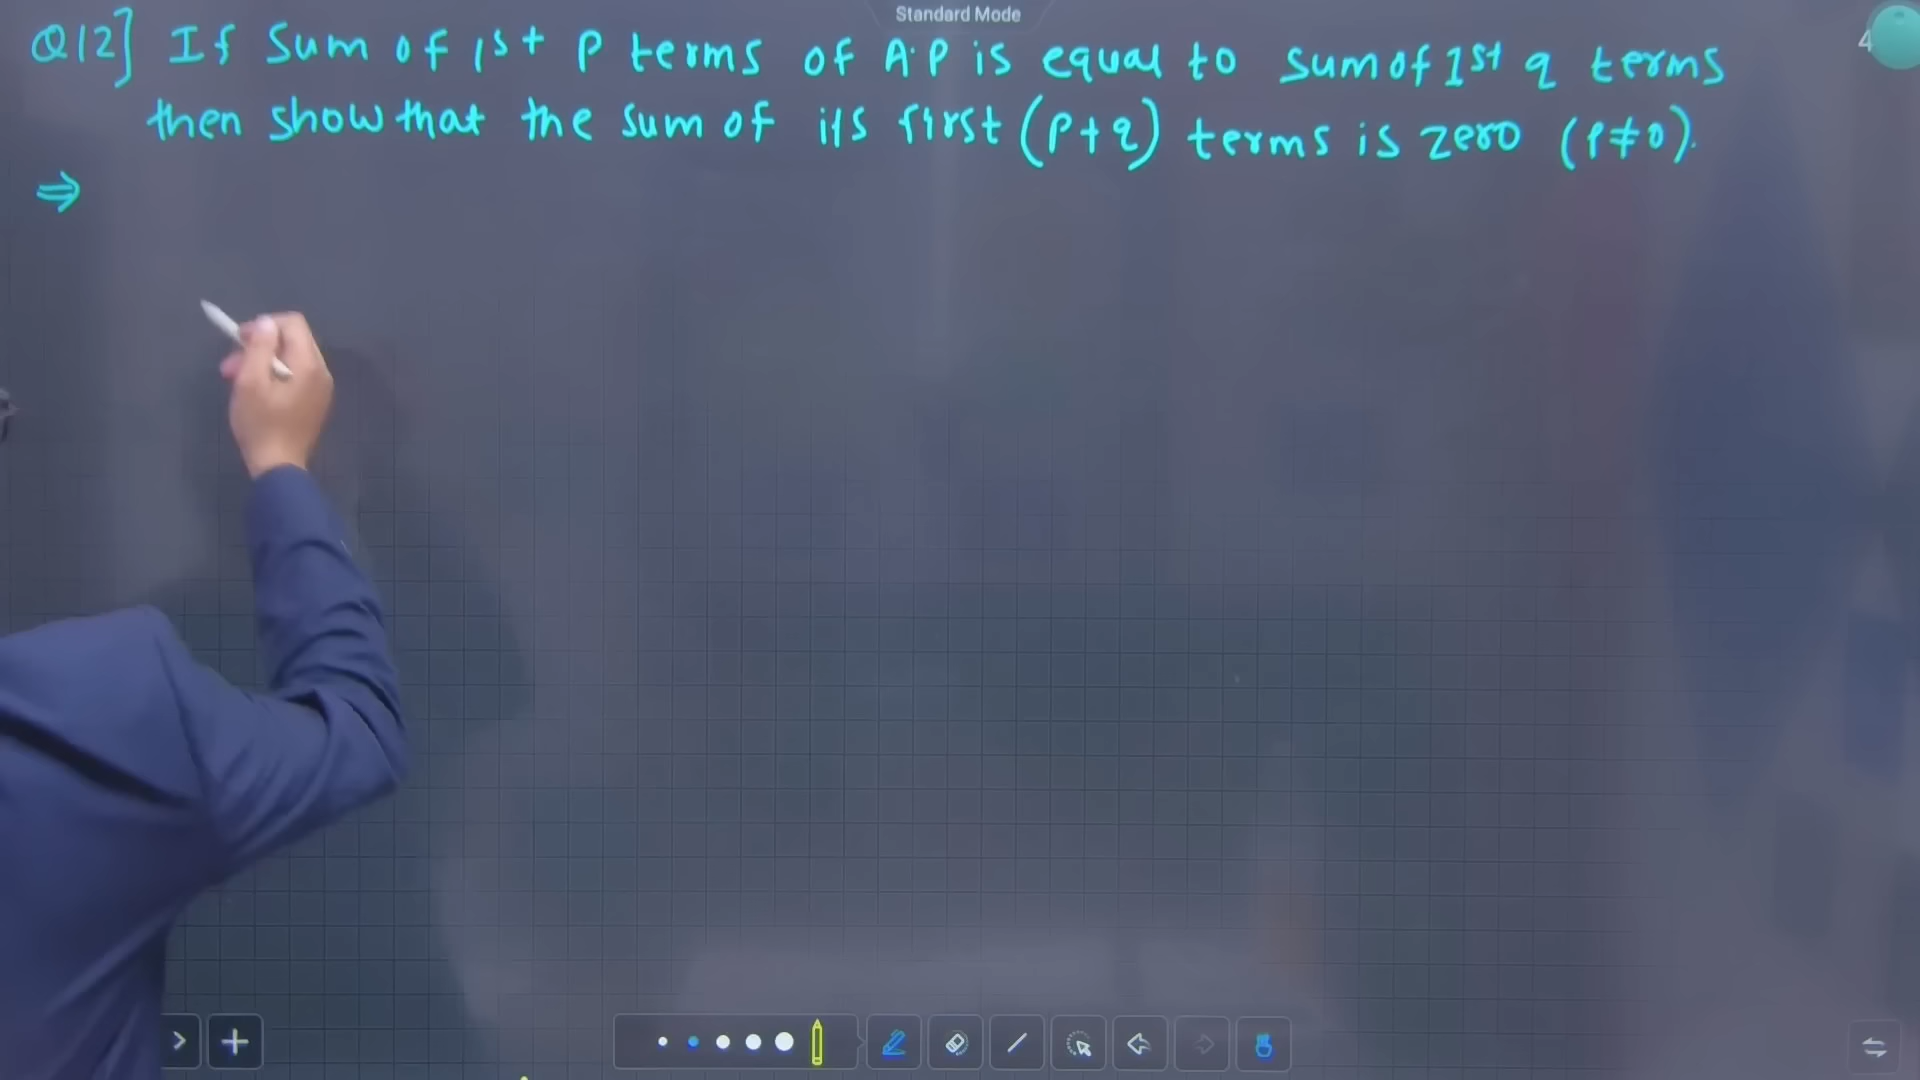 Standard Mode
4
Q12] If Sum of 1st P terms of A.P is equal to sum of 1st q terms
then show that the sum of its first (p+q) terms is zero (p≠0).
⇒